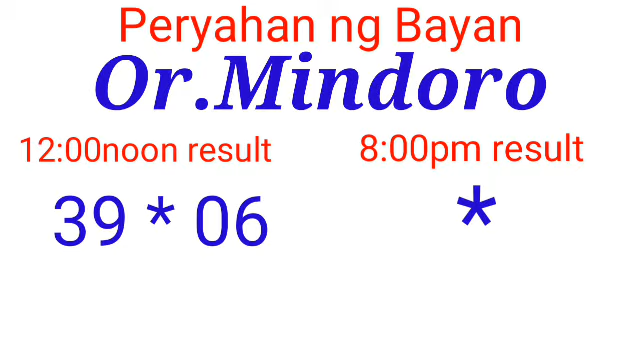 Peryahan ng Bayan
Or.Mindoro
12:00noon result 8:00pm result
39 * 06 *